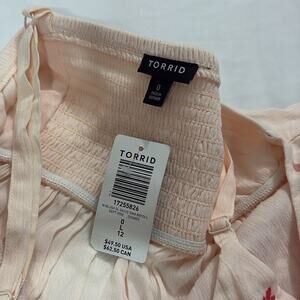 TORRID
0
TORRID
17255826
0
L
12
$49.50 USA
$62.50 CAN